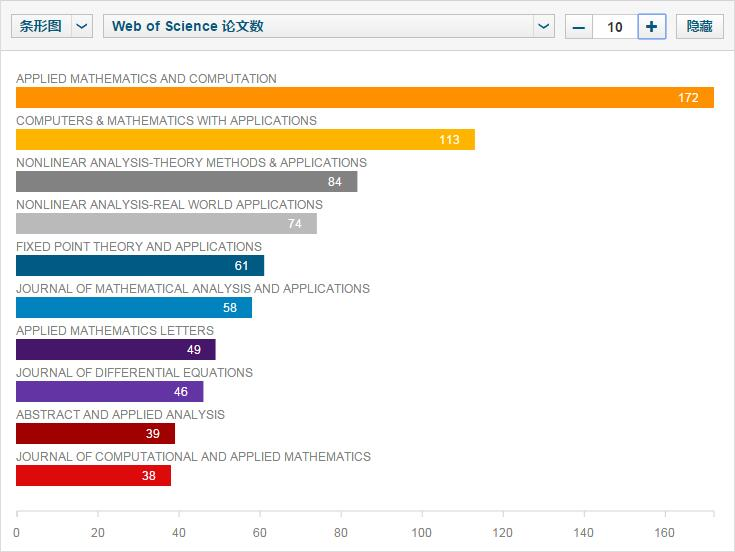 条形图 Web of Science 论文数 10 隐藏
APPLIED MATHEMATICS AND COMPUTATION
172
COMPUTERS & MATHEMATICS WITH APPLICATIONS
113
NONLINEAR ANALYSIS-THEORY METHODS & APPLICATIONS
84
NONLINEAR ANALYSIS-REAL WORLD APPLICATIONS
74
FIXED POINT THEORY AND APPLICATIONS
61
JOURNAL OF MATHEMATICAL ANALYSIS AND APPLICATIONS
58
APPLIED MATHEMATICS LETTERS
49
JOURNAL OF DIFFERENTIAL EQUATIONS
46
ABSTRACT AND APPLIED ANALYSIS
39
JOURNAL OF COMPUTATIONAL AND APPLIED MATHEMATICS
38
0 20 40 60 80 100 120 140 160